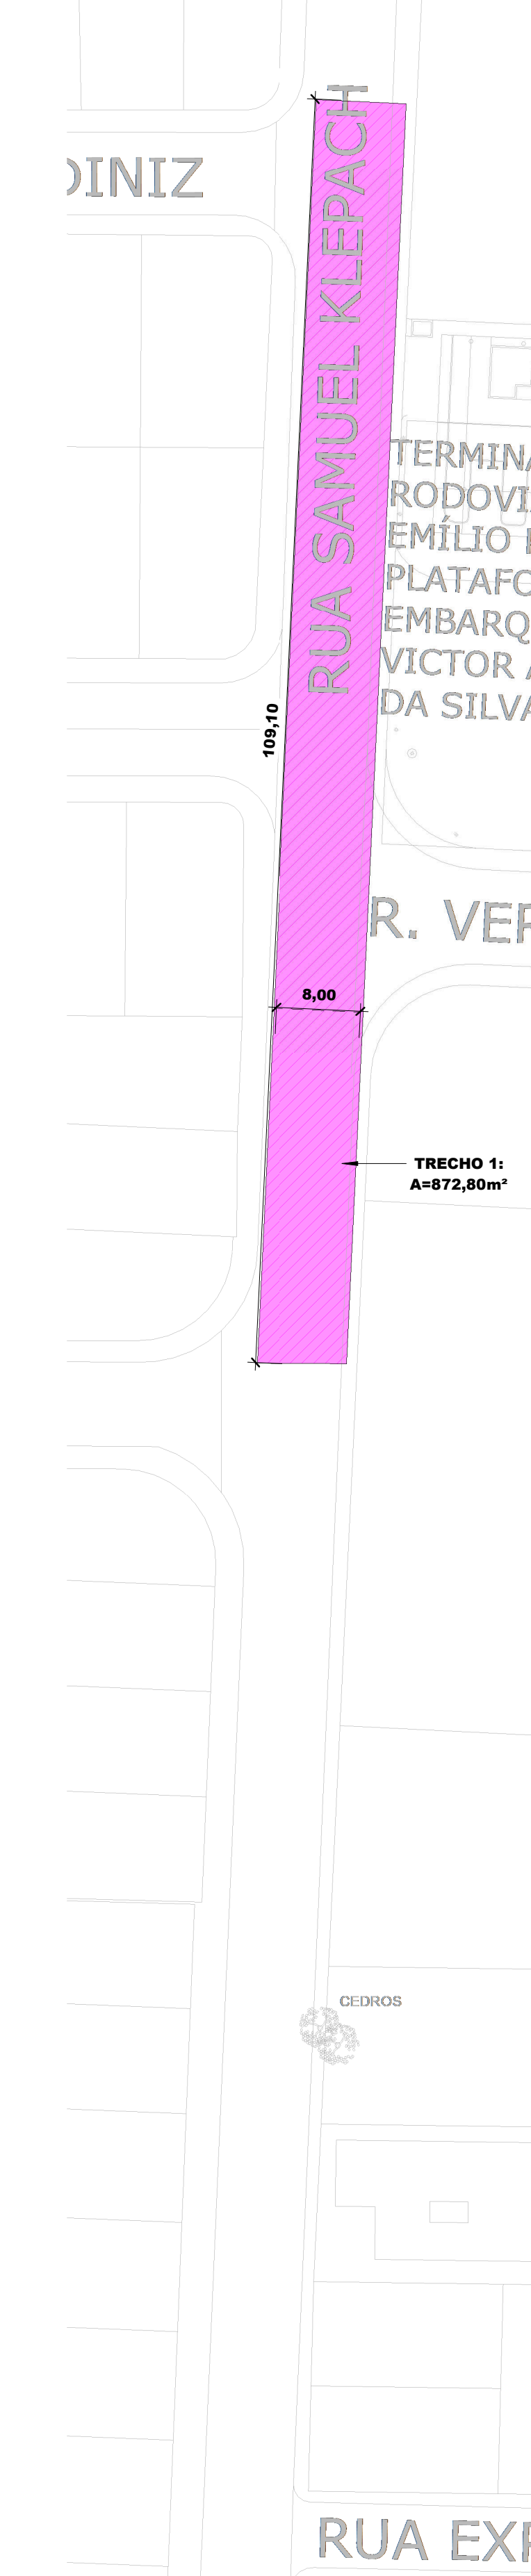 DINIZ
RUA SAMUEL KLEPACH
TERMINA
RODOVI
EMÍLIO
PLATAFO
EMBARQ
VICTOR
DA SILVA
109,10
R. VER
8,00
TRECHO 1:
A=872,80m²
CEDROS
RUA EXP